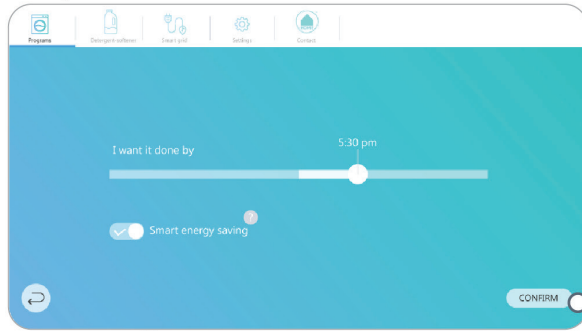 Programs
Detergent softener
Smart grid
Settings
Contact
I want it done by
5:30 pm
?
Smart energy saving
CONFIRM